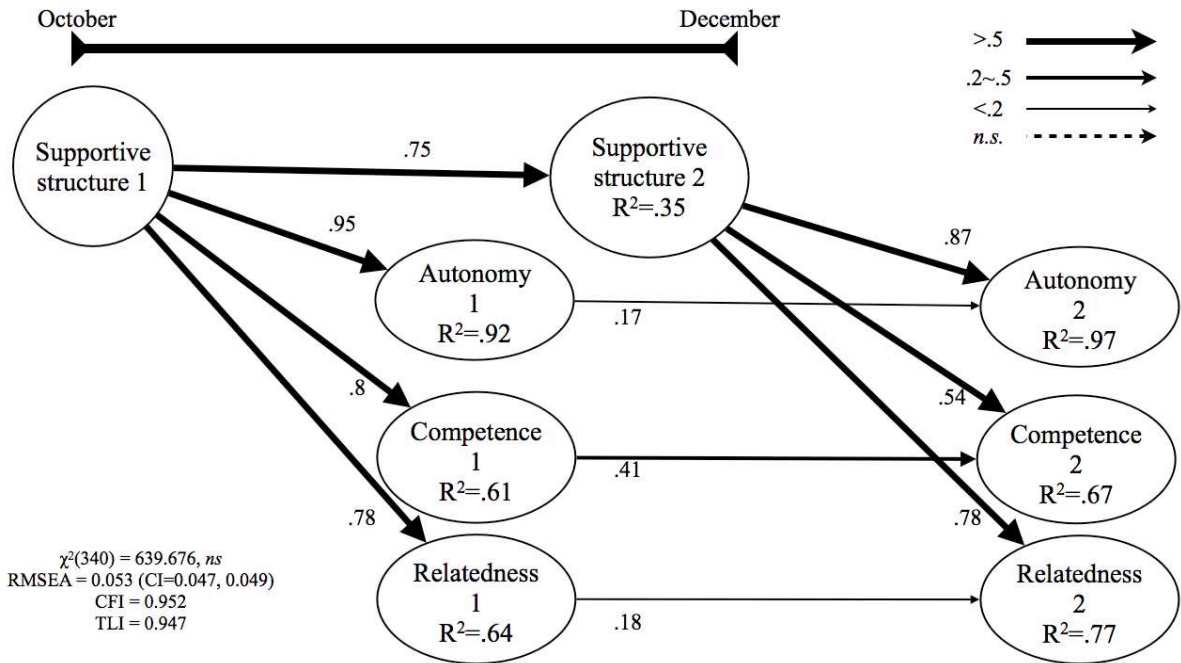 October
December
>.5
.2~.5
<.2
n.s.
Supportive
structure 1
.75
Supportive
structure 2
R²=.35
.95
Autonomy
1
R²=.92
.17
.87
Autonomy
2
R²=.97
.8
Competence
1
R²=.61
.41
.54
Competence
2
R²=.67
.78
Relatedness
1
R²=.64
.18
.78
Relatedness
2
R²=.77
χ²(340) = 639.676, ns
RMSEA = 0.053 (CI=0.047, 0.049)
CFI = 0.952
TLI = 0.947